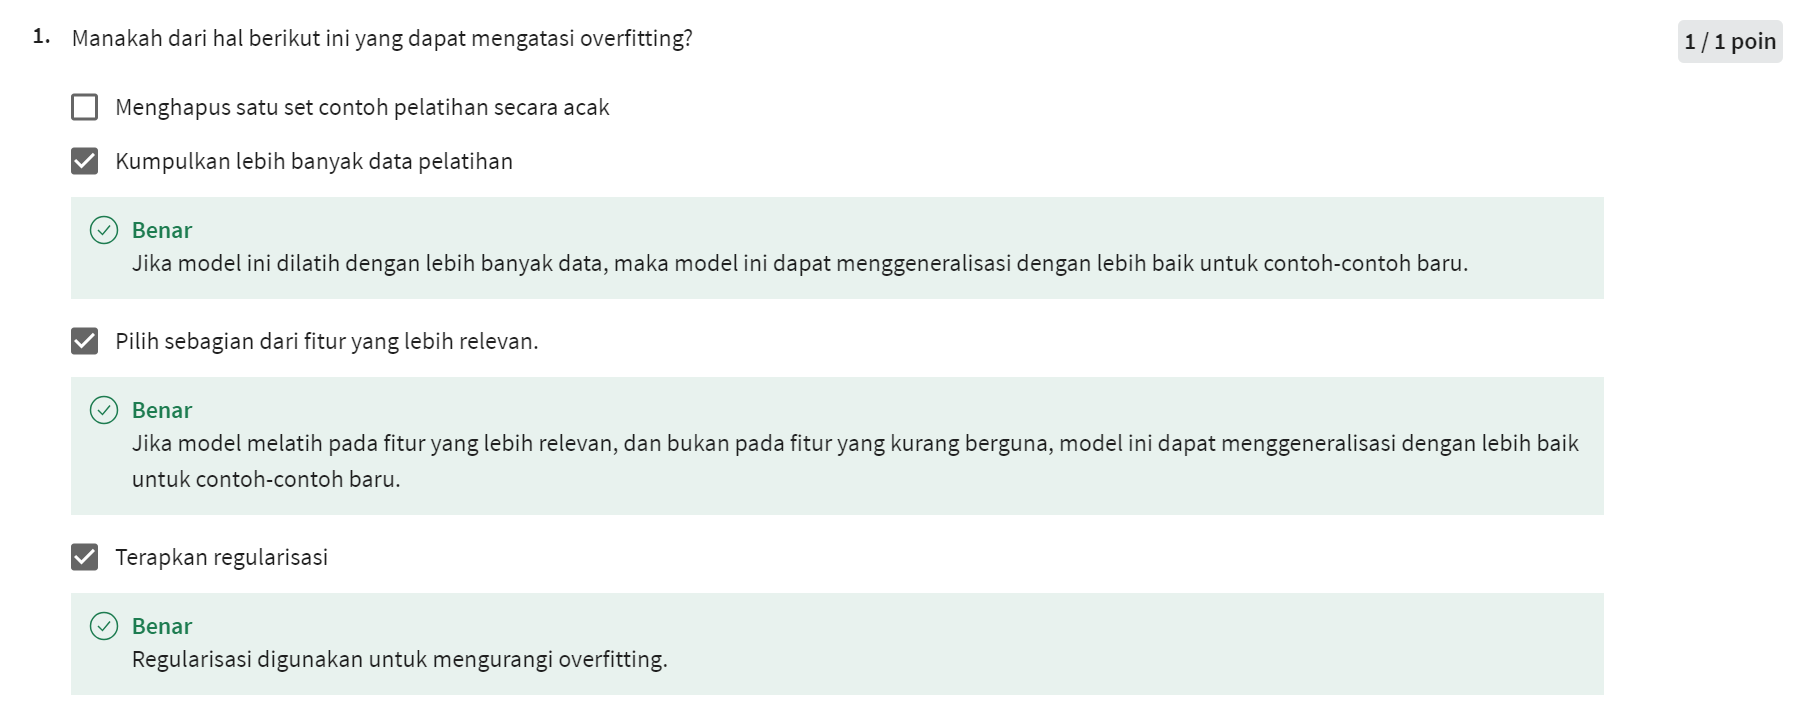 1. Manakah dari hal berikut ini yang dapat mengatasi overfitting?
1 / 1 poin
Menghapus satu set contoh pelatihan secara acak
Kumpulkan lebih banyak data pelatihan
Benar
Jika model ini dilatih dengan lebih banyak data, maka model ini dapat menggeneralisasi dengan lebih baik untuk contoh-contoh baru.
Pilih sebagian dari fitur yang lebih relevan.
Benar
Jika model melatih pada fitur yang lebih relevan, dan bukan pada fitur yang kurang berguna, model ini dapat menggeneralisasi dengan lebih baik
untuk contoh-contoh baru.
Terapkan regularisasi
Benar
Regularisasi digunakan untuk mengurangi overfitting.